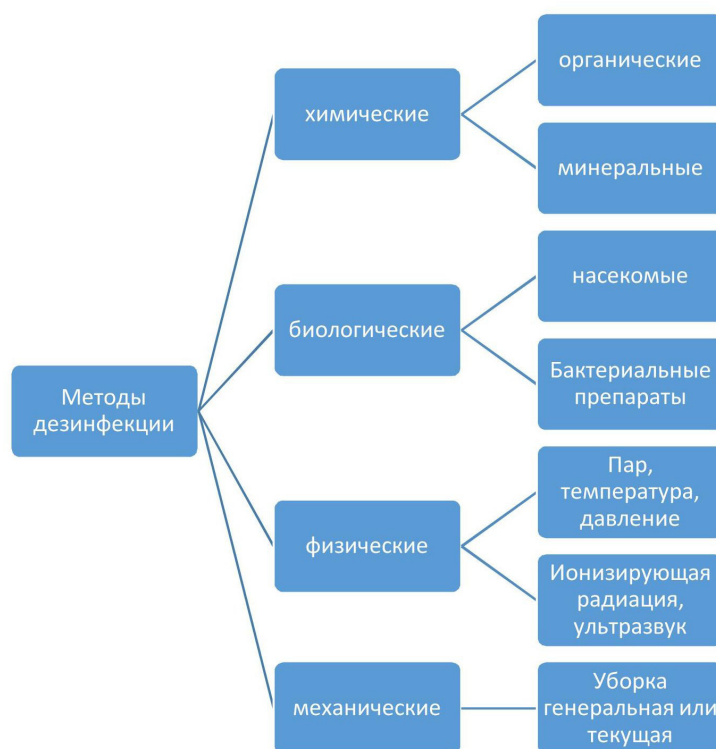 Методы
дезинфекции
химические
органические
минеральные
биологические
насекомые
Бактериальные
препараты
физические
Пар,
температура,
давление
Ионизирующая
радиация,
ультразвук
механические
Уборка
генеральная или
текущая